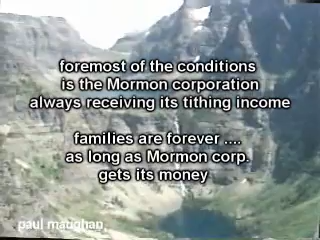 foremost of the conditions
is the Mormon corporation
always receiving its tithing income
families are forever ....
as long as Mormon corp.
gets its money
paul maughan